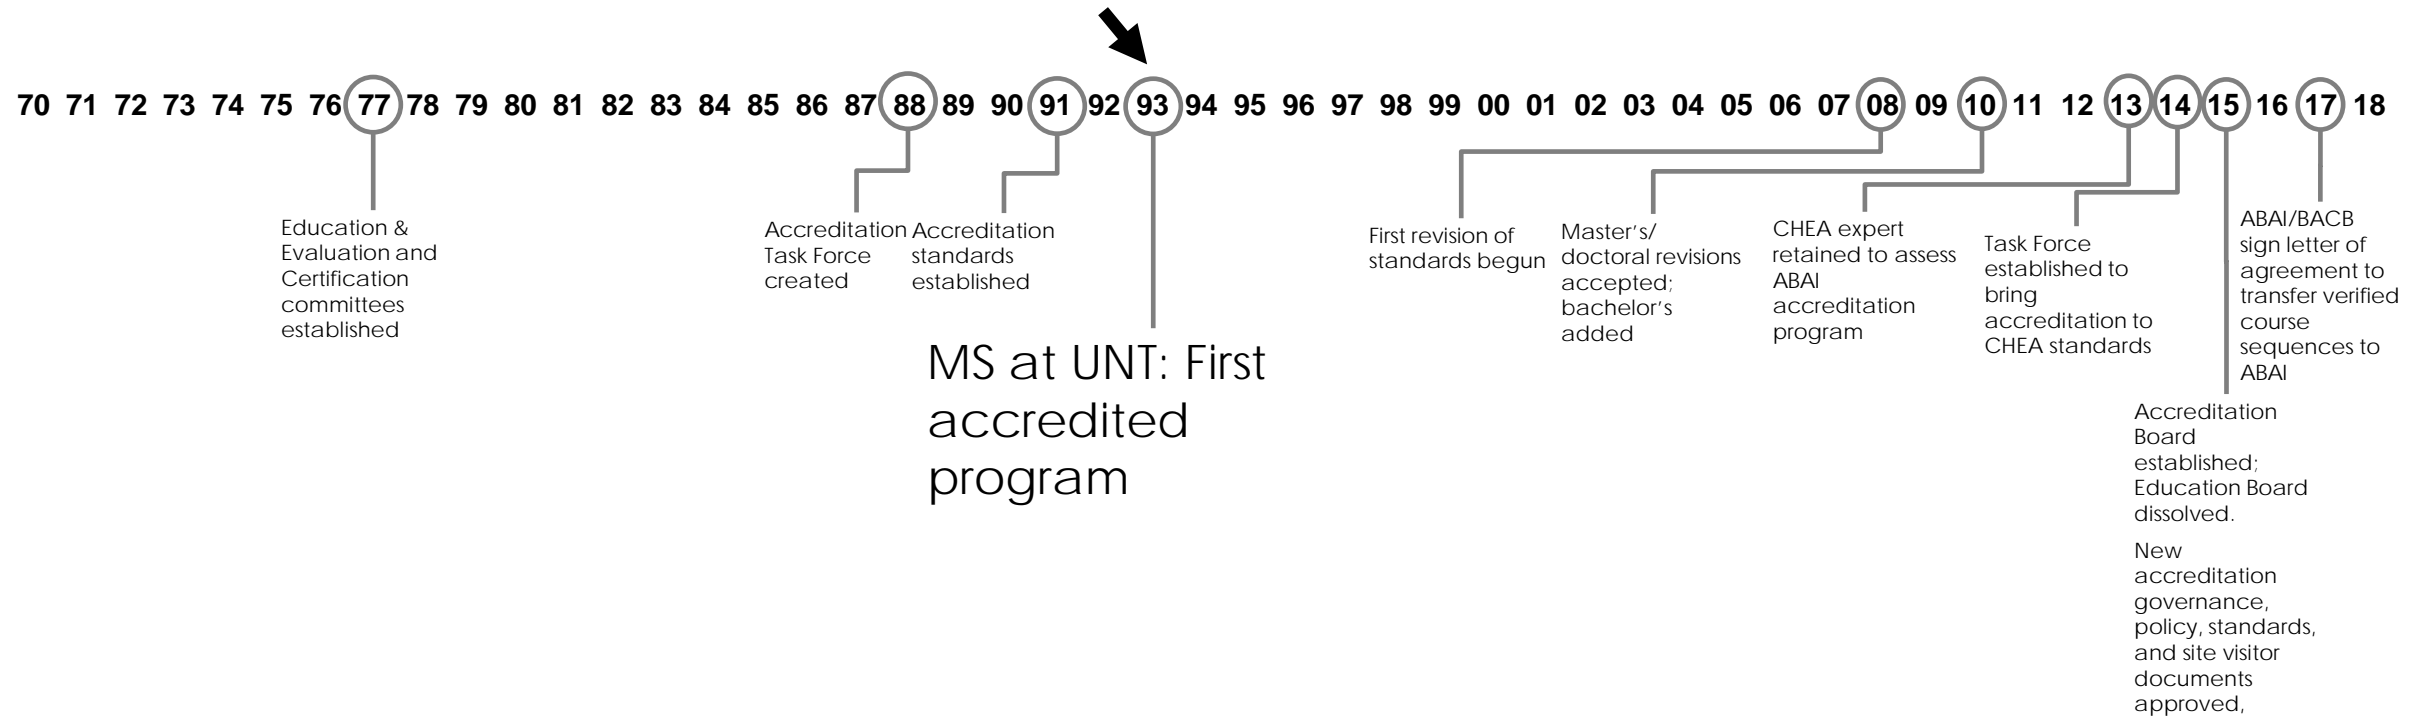 70 71 72 73 74 75 76 77 78 79 80 81 82 83 84 85 86 87 88 89 90 91 92 93 94 95 96 97 98 99 00 01 02 03 04 05 06 07 08 09 10 11 12 13 14 15 16 17 18
Education &
Evaluation and
Certification
committees
established
Accreditation
Task Force
created
Accreditation
standards
established
MS at UNT: First
accredited
program
First revision of
standards begun
Master's/
doctoral revisions
accepted;
bachelor's
added
CHEA expert
retained to assess
ABAI
accreditation
program
Task Force
established to
bring
accreditation to
CHEA standards
Accreditation
Board
established;
Education Board
dissolved.
New
accreditation
governance,
policy, standards,
and site visitor
documents
approved,
ABAI/BACB
sign letter of
agreement to
transfer verified
course
sequences to
ABAI